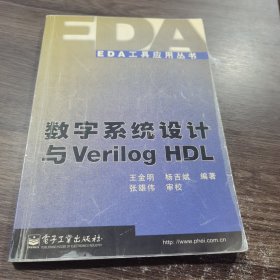 EDA
EDA工具应用丛书
数字系统设计
与Verilog HDL
王金明 杨吉斌 编著
张雄伟 审校
电子工业出版社
http://www.phei.com.cn